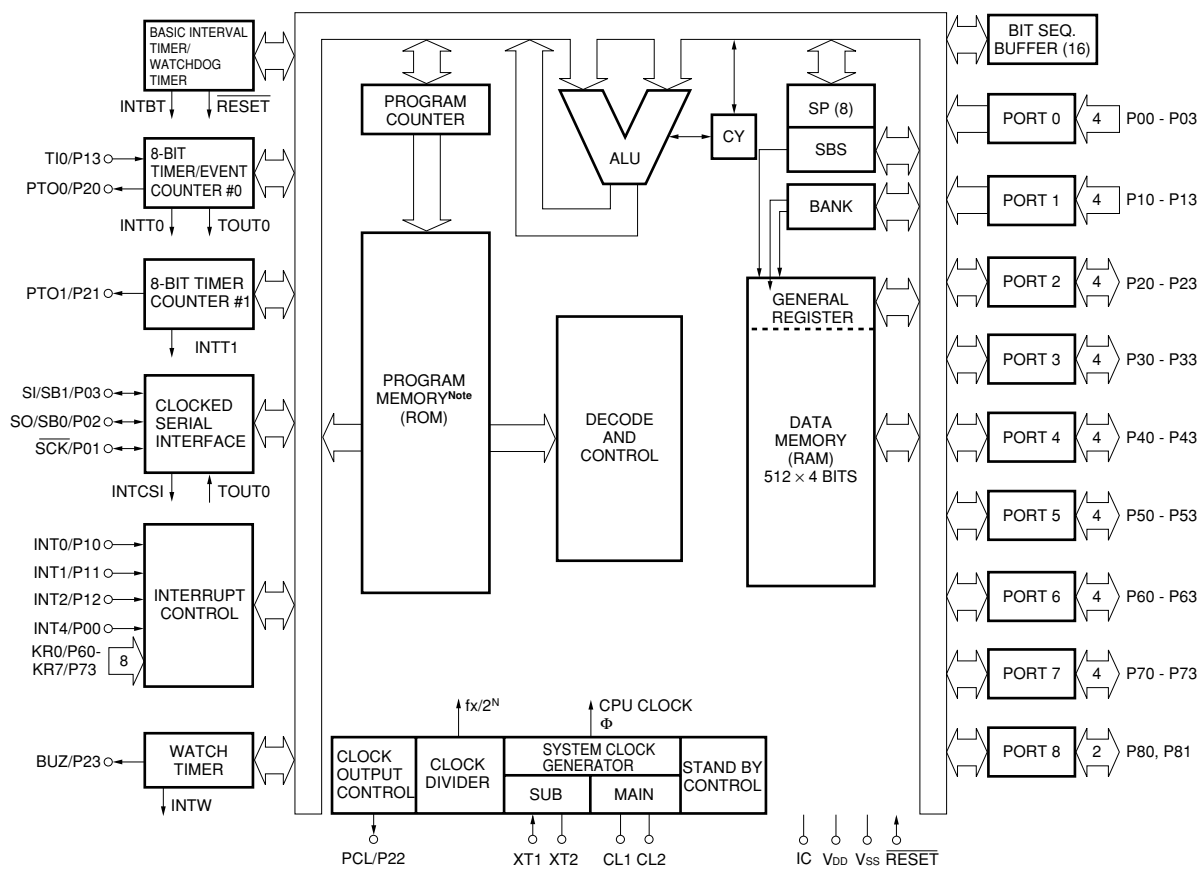 BASIC INTERVAL
TIMER/
WATCHDOG
TIMER
INTBT
RESET
TI0/P13
PTO0/P20
8-BIT
TIMER/EVENT
COUNTER #0
INTT0
TOUT0
PTO1/P21
8-BIT TIMER
COUNTER #1
INTT1
SI/SB1/P03
SO/SB0/P02
SCK/P01
CLOCKED
SERIAL
INTERFACE
INTCSI
TOUT0
INT0/P10
INT1/P11
INT2/P12
INT4/P00
KR0/P60-
KR7/P73
8
INTERRUPT
CONTROL
BUZ/P23
WATCH
TIMER
INTW
PROGRAM
COUNTER
ALU
CY
SP (8)
SBS
BANK
PROGRAM
MEMORYNote
(ROM)
DECODE
AND
CONTROL
GENERAL
REGISTER
DATA
MEMORY
(RAM)
512 × 4 BITS
fx/2N
CPU CLOCK
Φ
CLOCK
OUTPUT
CONTROL
CLOCK
DIVIDER
SYSTEM CLOCK
GENERATOR
SUB
MAIN
STAND BY
CONTROL
PCL/P22
XT1
XT2
CL1
CL2
IC
VDD
VSS
RESET
BIT SEQ.
BUFFER (16)
PORT 0
4
P00 - P03
PORT 1
4
P10 - P13
PORT 2
4
P20 - P23
PORT 3
4
P30 - P33
PORT 4
4
P40 - P43
PORT 5
4
P50 - P53
PORT 6
4
P60 - P63
PORT 7
4
P70 - P73
PORT 8
2
P80, P81